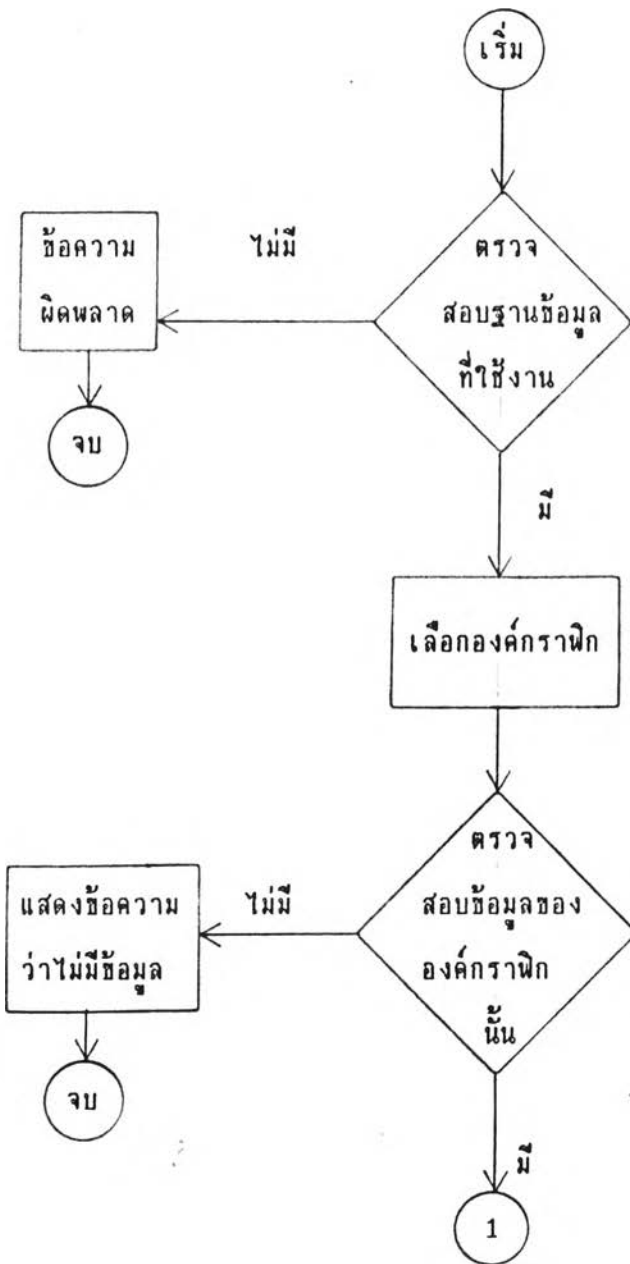 เริ่ม
ตรวจ
สอบฐานข้อมูล
ที่ใช้งาน
ไม่มี
ข้อความ
ผิดพลาด
จบ
มี
เลือกองค์กราฟิก
ตรวจ
สอบข้อมูลของ
องค์กราฟิก
นั้น
ไม่มี
แสดงข้อความ
ว่าไม่มีข้อมูล
จบ
มี
1